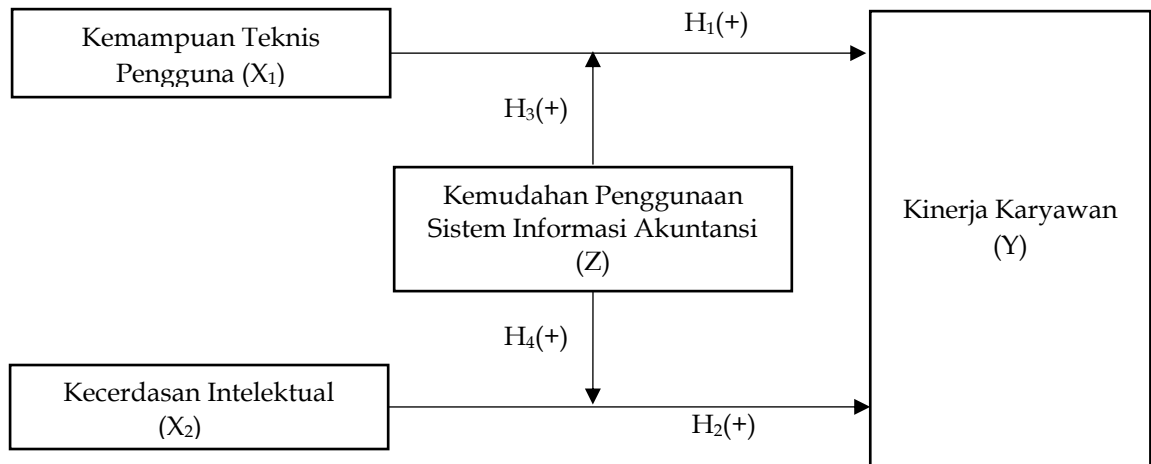 H₁(+)
Kemampuan Teknis
Pengguna (X₁)
H₃(+)
Kemudahan Penggunaan
Sistem Informasi Akuntansi
(Z)
Kinerja Karyawan
(Y)
H₄(+)
Kecerdasan Intelektual
(X₂)
H₂(+)